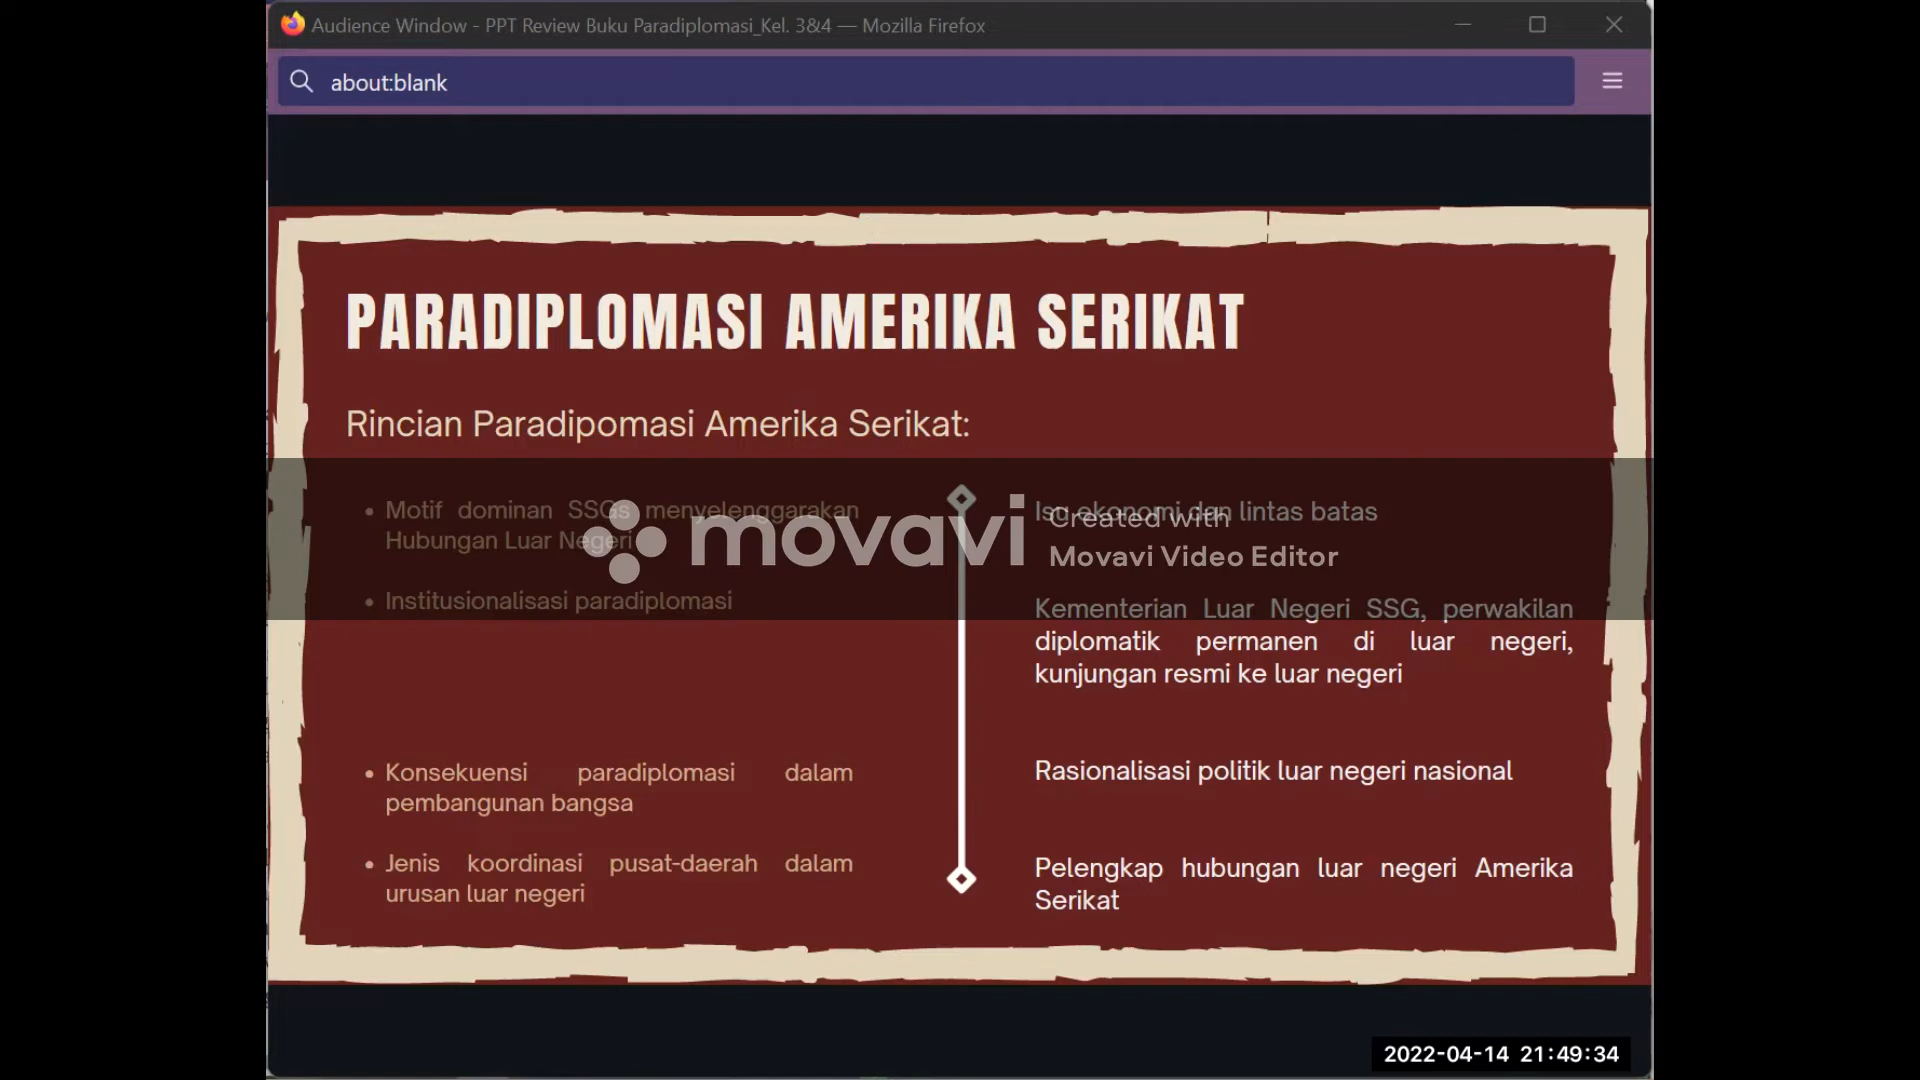 Audience Window - PPT Review Buku Paradiplomasi_Kel. 3&4 — Mozilla Firefox
about:blank
PARADIPLOMASI AMERIKA SERIKAT
Rincian Paradipomasi Amerika Serikat:
• Motif dominan SSGs menyelenggarakan
Hubungan Luar Negeri
• Institusionalisasi paradiplomasi
• Konsekuensi paradiplomasi dalam
pembangunan bangsa
• Jenis koordinasi pusat-daerah dalam
urusan luar negeri
Isu ekonomi dan lintas batas
Kementerian Luar Negeri SSG, perwakilan
diplomatik permanen di luar negeri,
kunjungan resmi ke luar negeri
Rasionalisasi politik luar negeri nasional
Pelengkap hubungan luar negeri Amerika
Serikat
movavi
Created with
Movavi Video Editor
2022-04-14 21:49:34